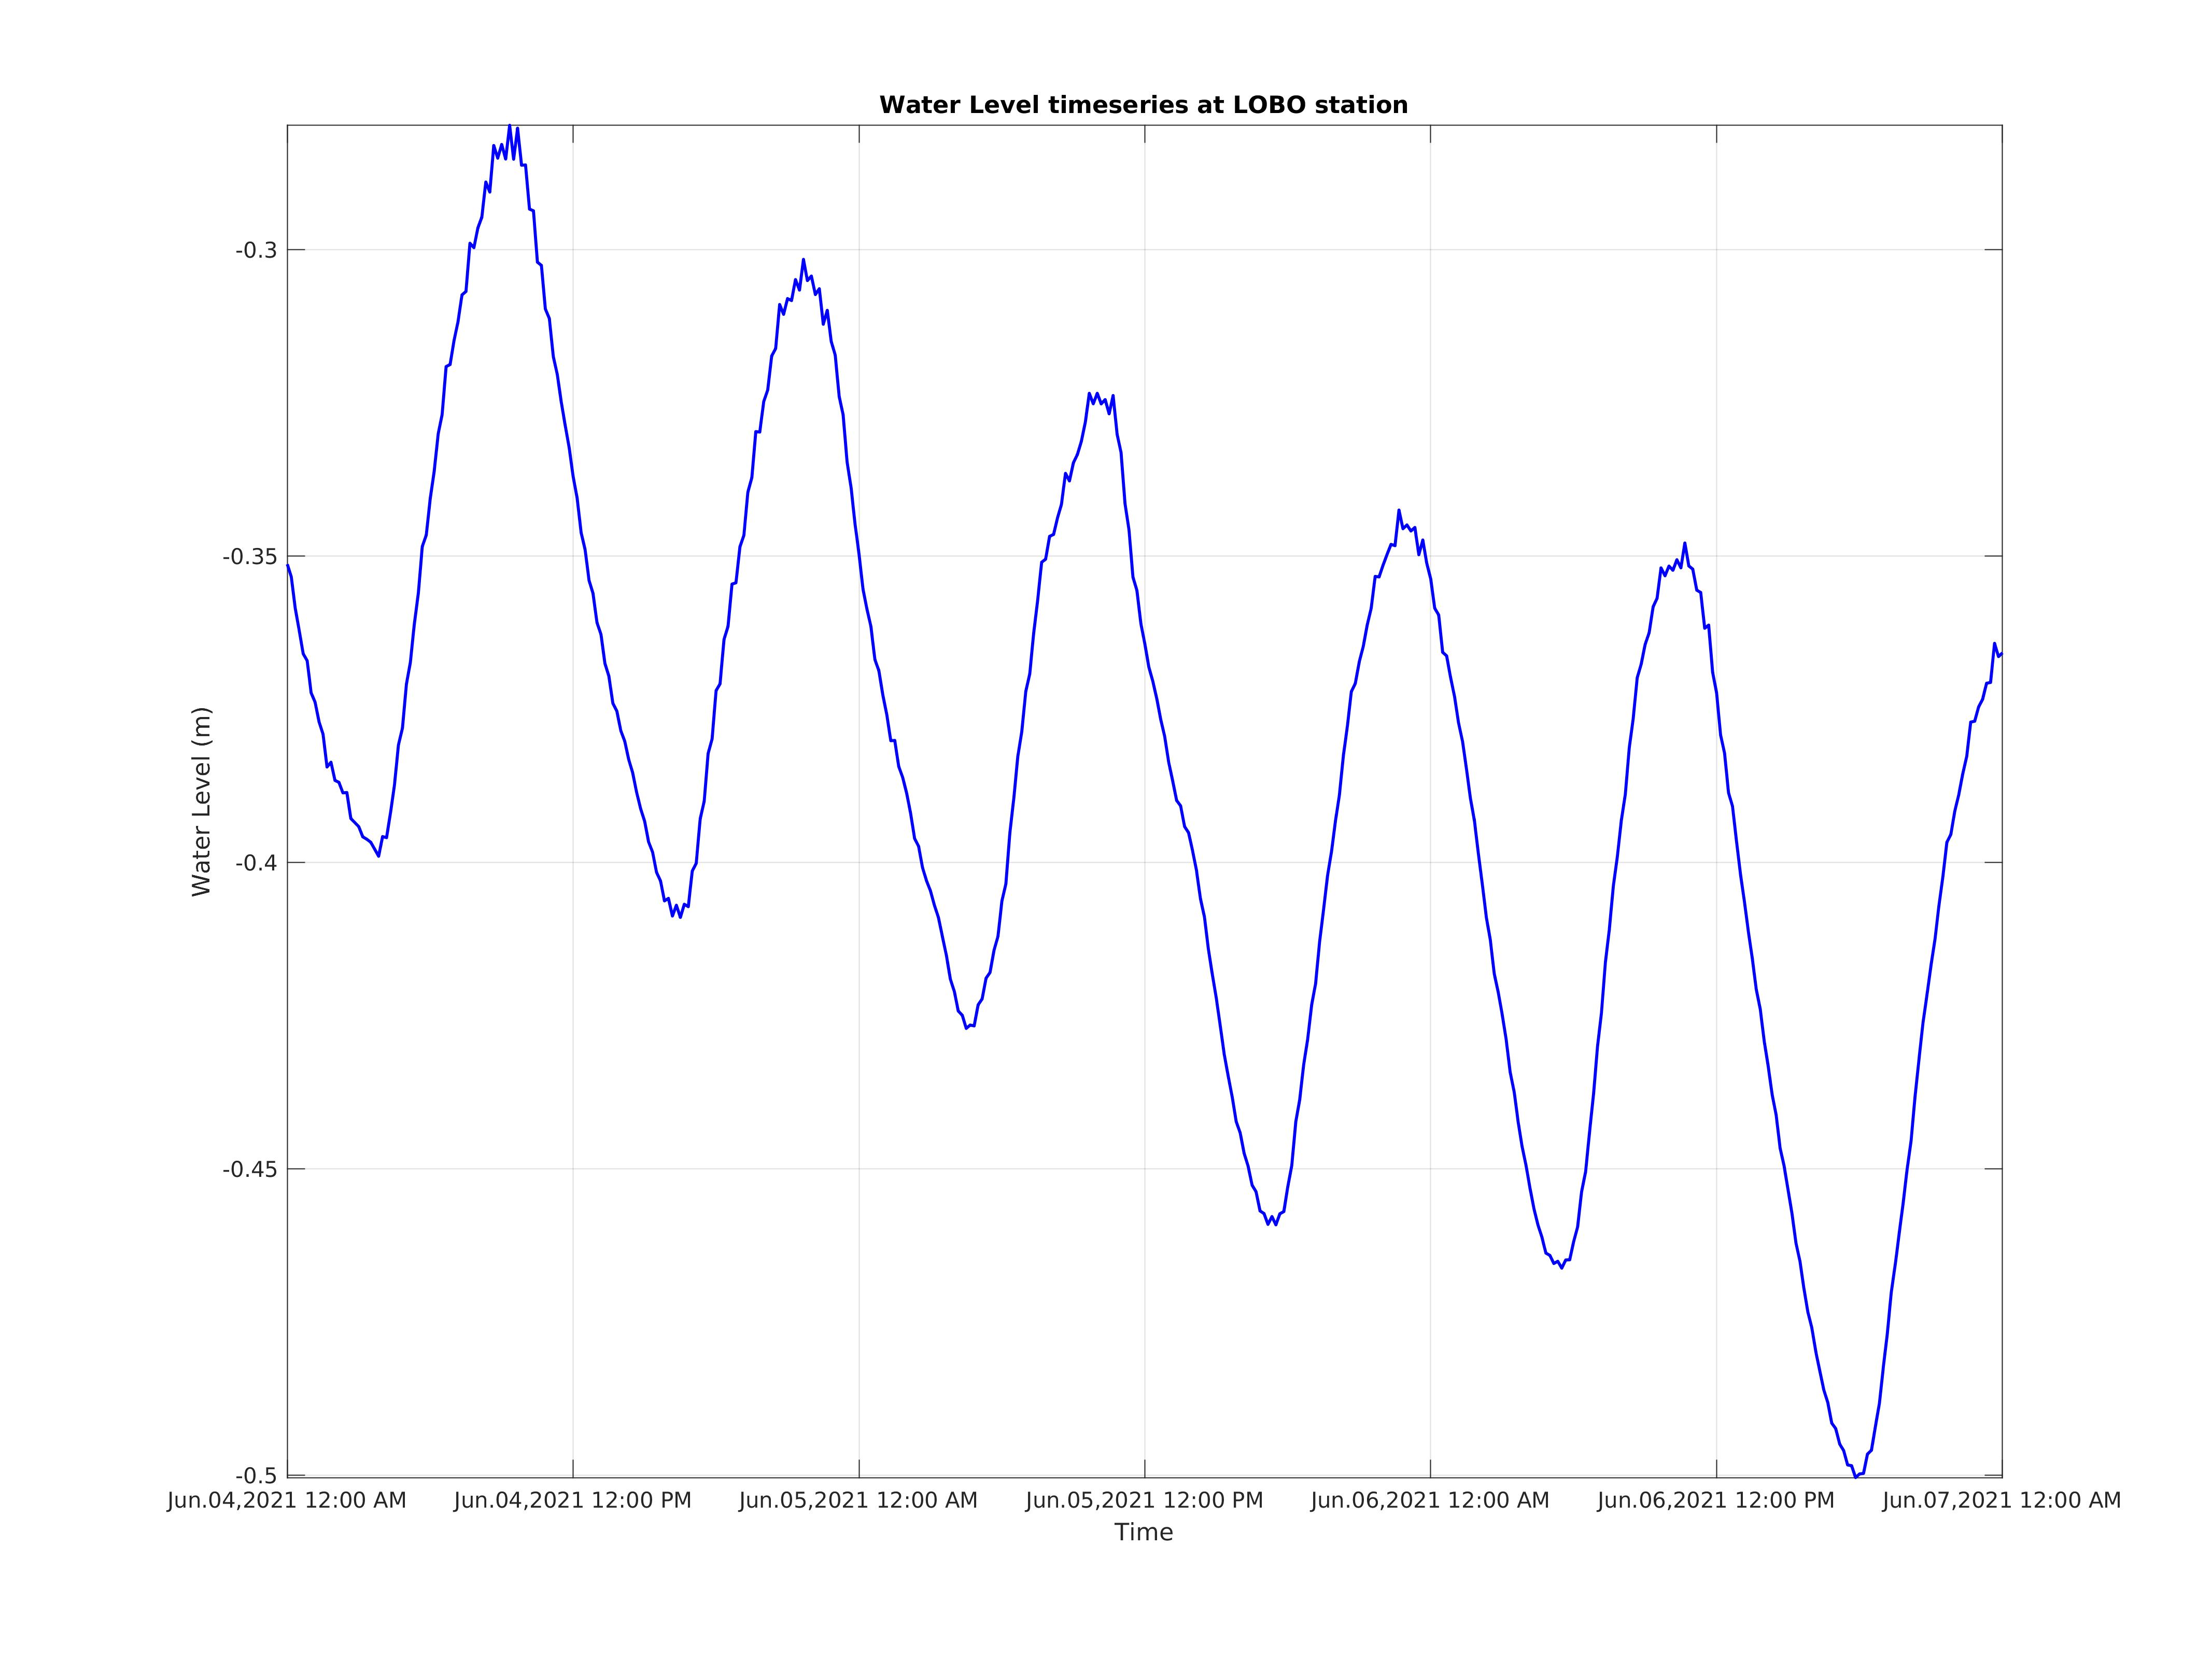 Water Level timeseries at LOBO station
-0.3
-0.35
-0.4
-0.45
-0.5
Water Level (m)
Jun.04,2021 12:00 AM Jun.04,2021 12:00 PM Jun.05,2021 12:00 AM Jun.05,2021 12:00 PM Jun.06,2021 12:00 AM Jun.06,2021 12:00 PM Jun.07,2021 12:00 AM
Time